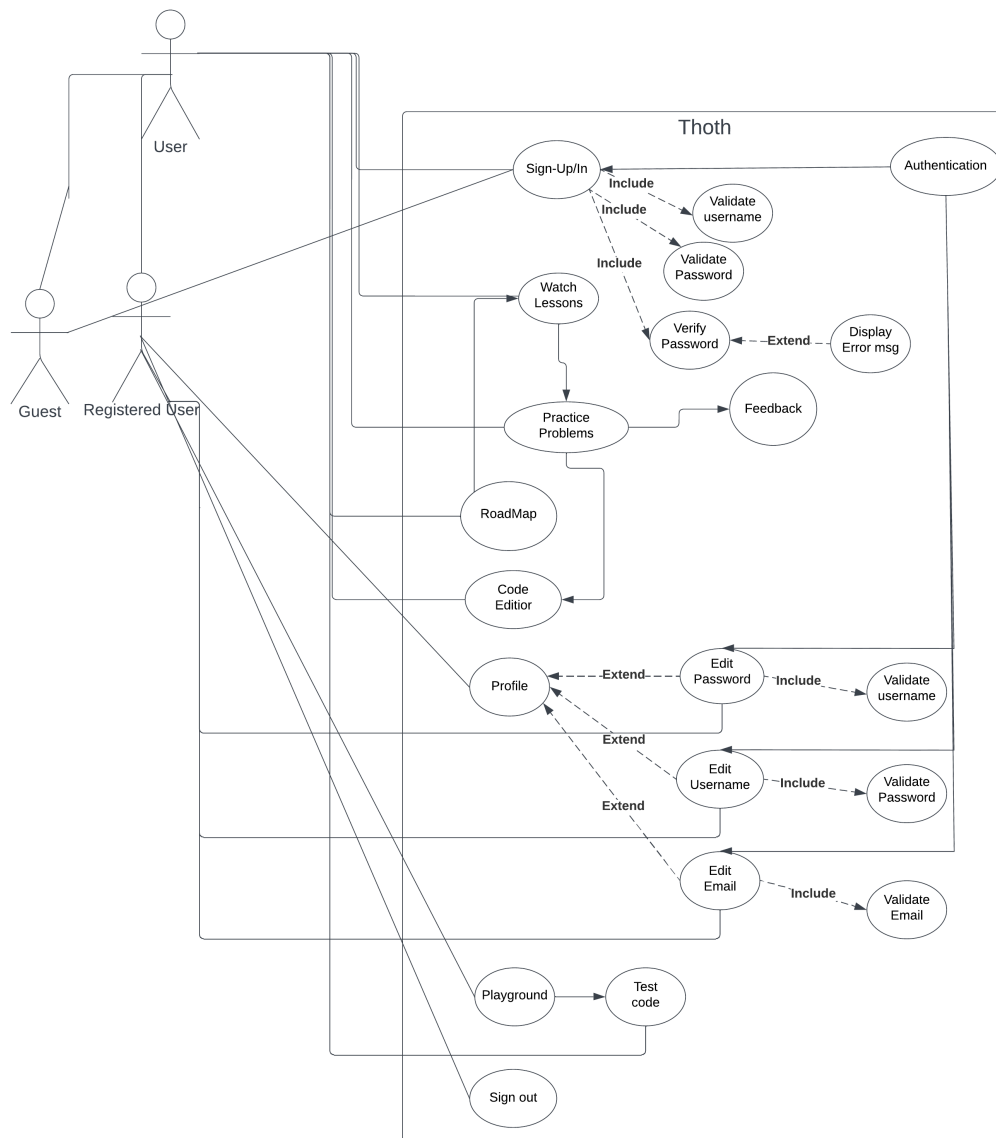 User
Thoth
Sign-Up/In
Authentication
Include
Validate
username
Include
Validate
Password
Include
Watch
Lessons
Verify
Password
Extend
Display
Error msg
Guest
Registered User
Practice
Problems
Feedback
RoadMap
Code
Editior
Profile
Extend
Edit
Password
Include
Validate
username
Extend
Edit
Username
Include
Validate
Password
Extend
Edit
Email
Include
Validate
Email
Playground
Test
code
Sign out